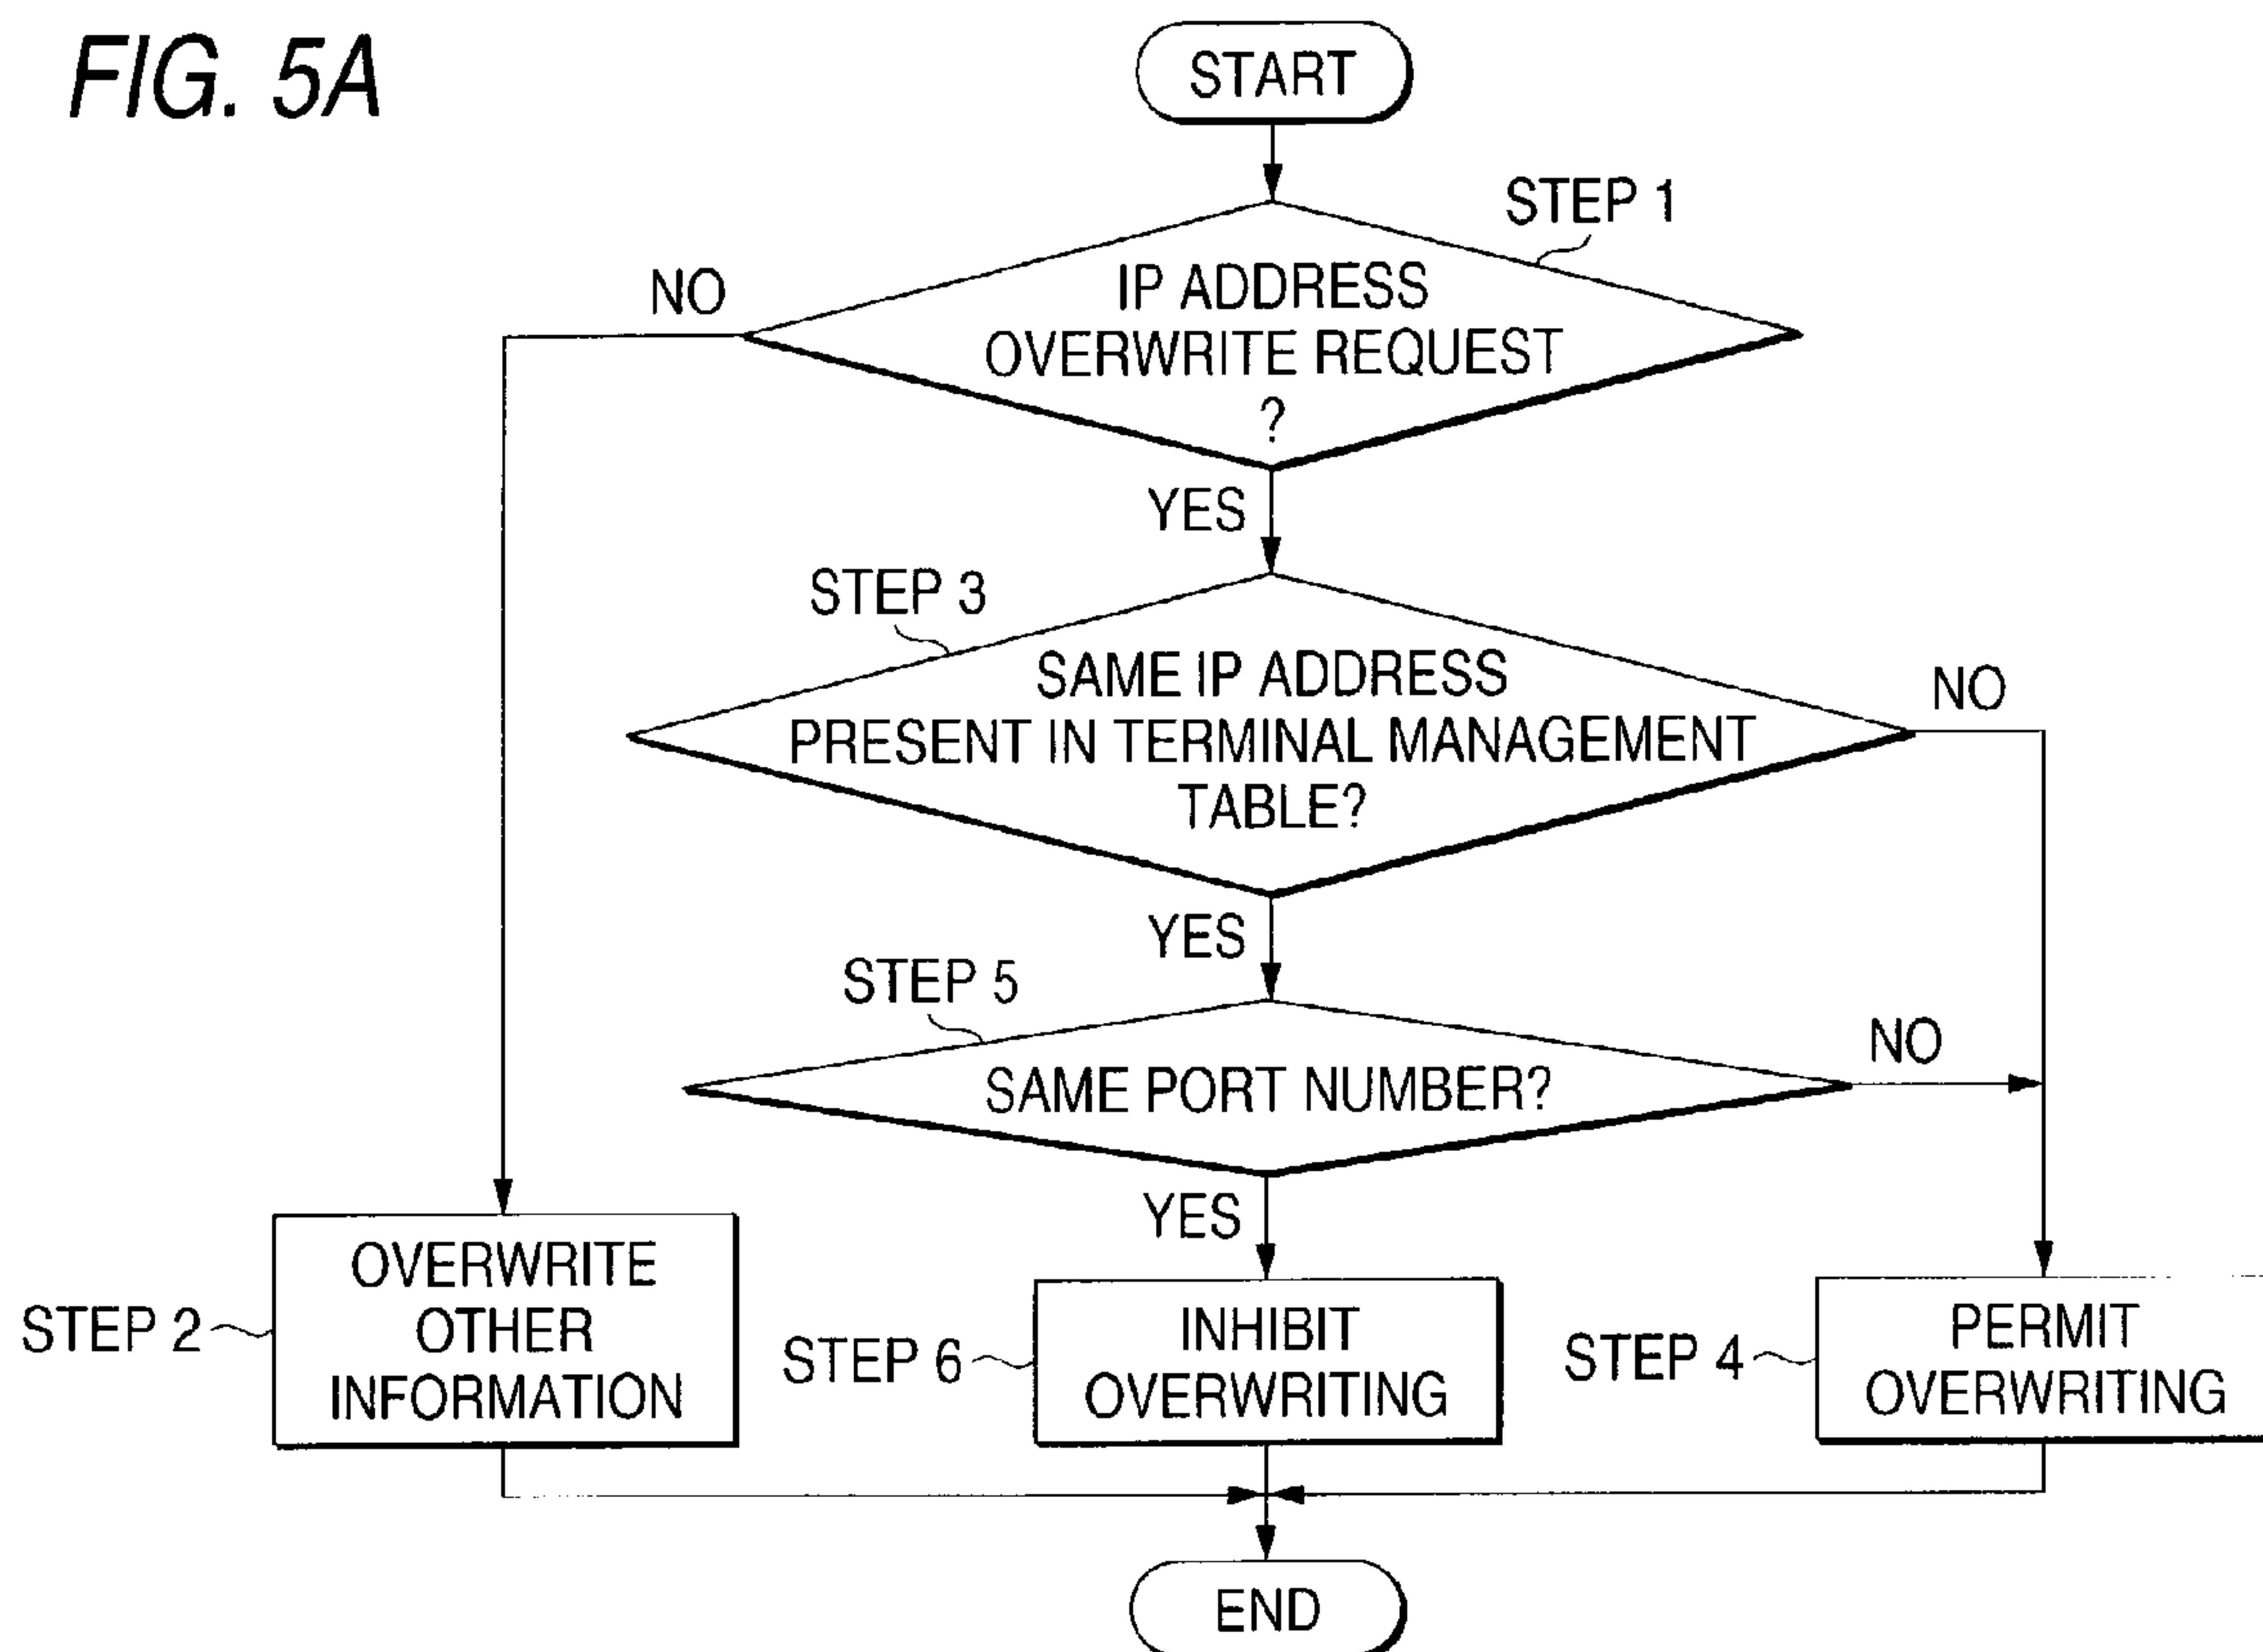 FIG. 5A
START
STEP 1
IP ADDRESS
OVERWRITE REQUEST
?
NO
YES
STEP 3
SAME IP ADDRESS
PRESENT IN TERMINAL MANAGEMENT
TABLE?
NO
YES
STEP 5
SAME PORT NUMBER?
NO
YES
STEP 2
OVERWRITE
OTHER
INFORMATION
STEP 6
INHIBIT
OVERWRITING
STEP 4
PERMIT
OVERWRITING
END